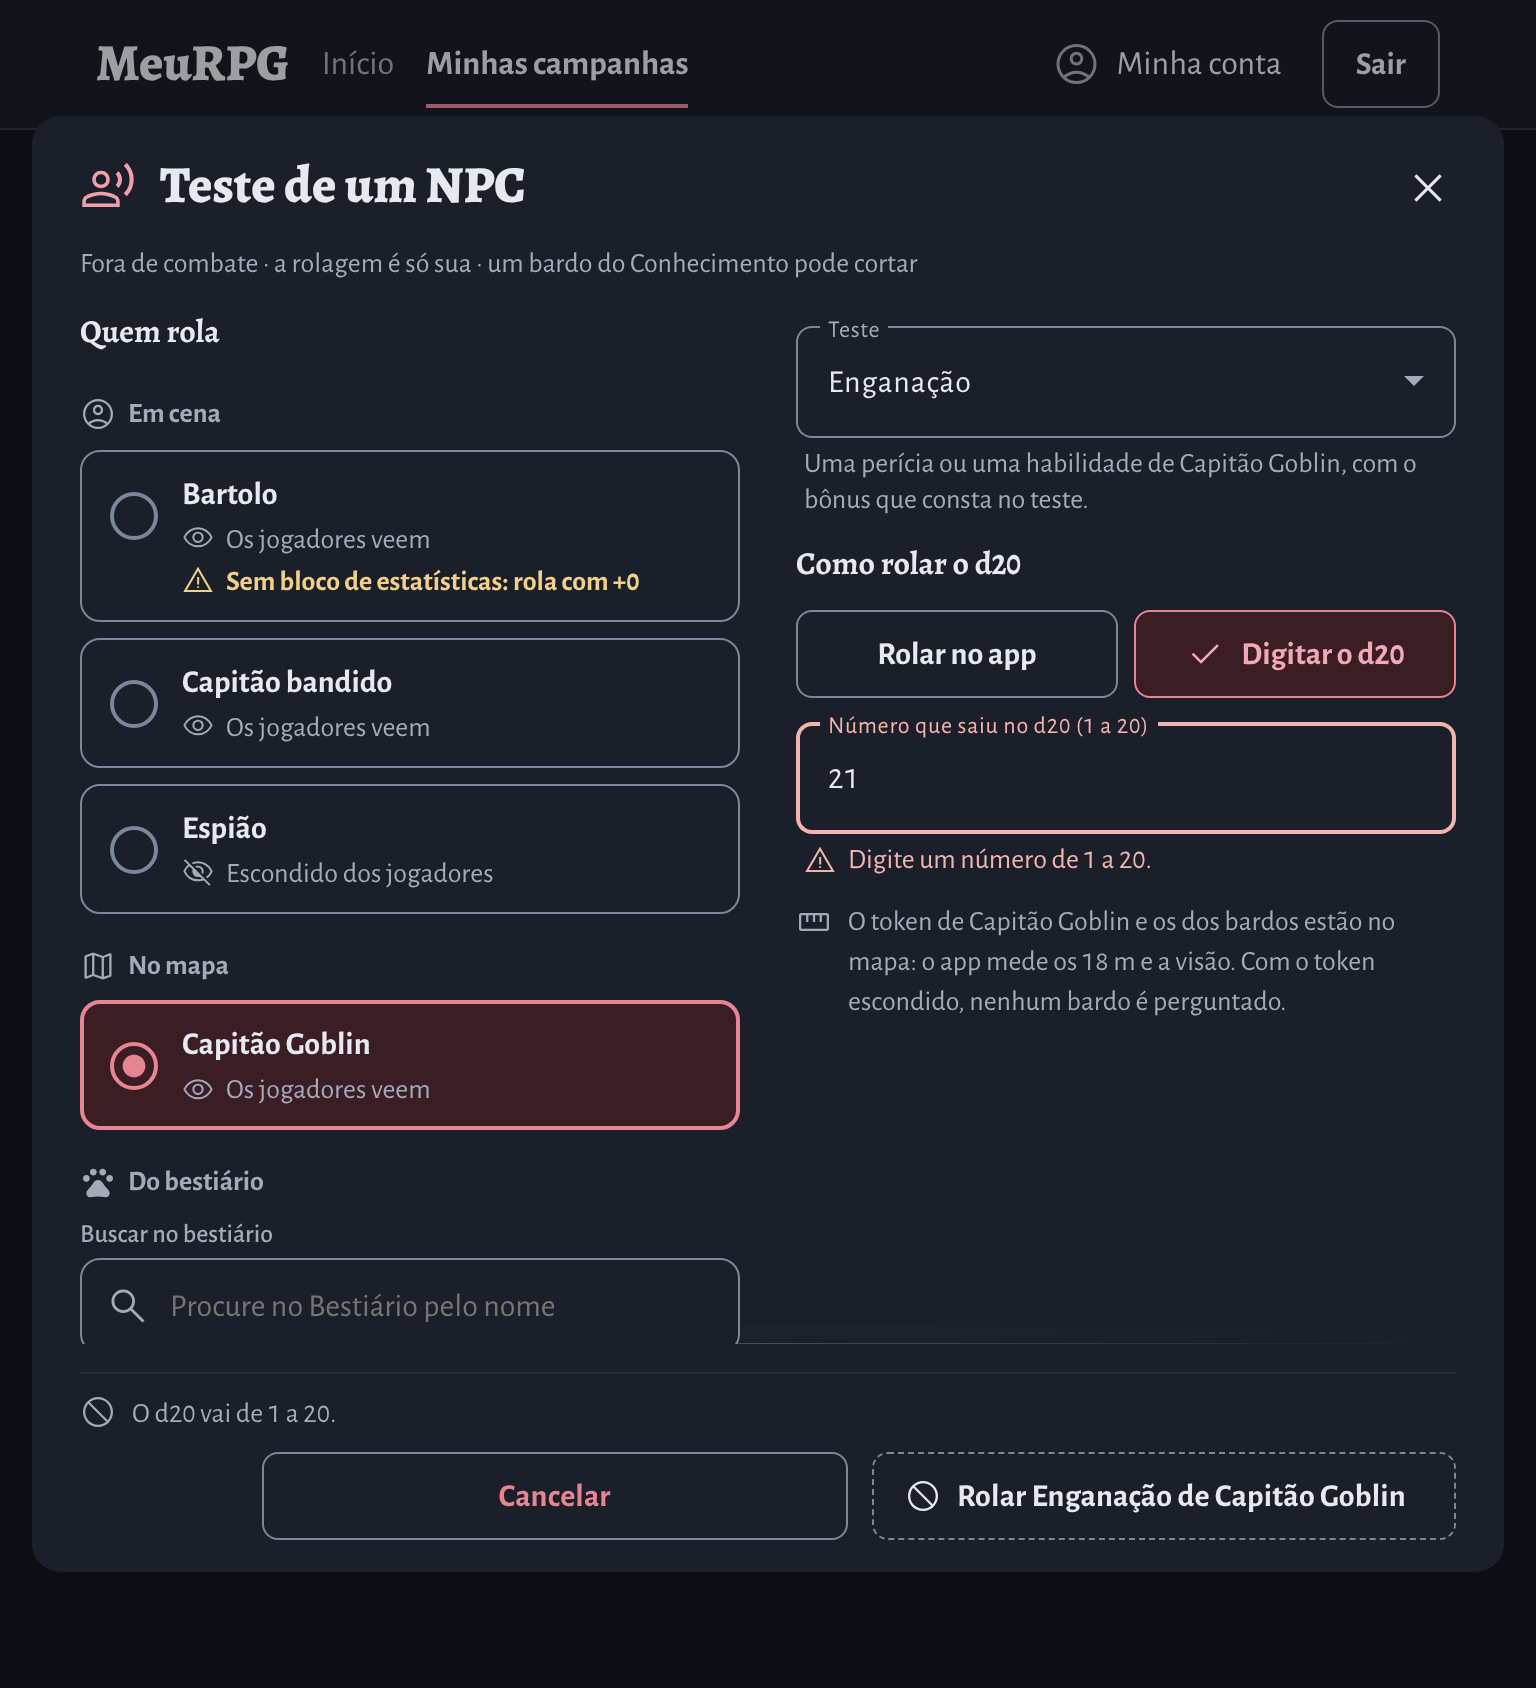 MeuRPG
Início
Minhas campanhas
Minha conta
Sair
Teste de um NPC
Fora de combate · a rolagem é só sua · um bardo do Conhecimento pode cortar
Quem rola
Em cena
Bartolo
Os jogadores veem
Sem bloco de estatísticas: rola com +0
Capitão bandido
Os jogadores veem
Espião
Escondido dos jogadores
No mapa
Capitão Goblin
Os jogadores veem
Do bestiário
Buscar no bestiário
Procure no Bestiário pelo nome
Teste
Enganação
Uma perícia ou uma habilidade de Capitão Goblin, com o
bônus que consta no teste.
Como rolar o d20
Rolar no app
Digitar o d20
Número que saiu no d20 (1 a 20)
21
Digite um número de 1 a 20.
O token de Capitão Goblin e os dos bardos estão no
mapa: o app mede os 18 m e a visão. Com o token
escondido, nenhum bardo é perguntado.
O d20 vai de 1 a 20.
Cancelar
Rolar Enganação de Capitão Goblin